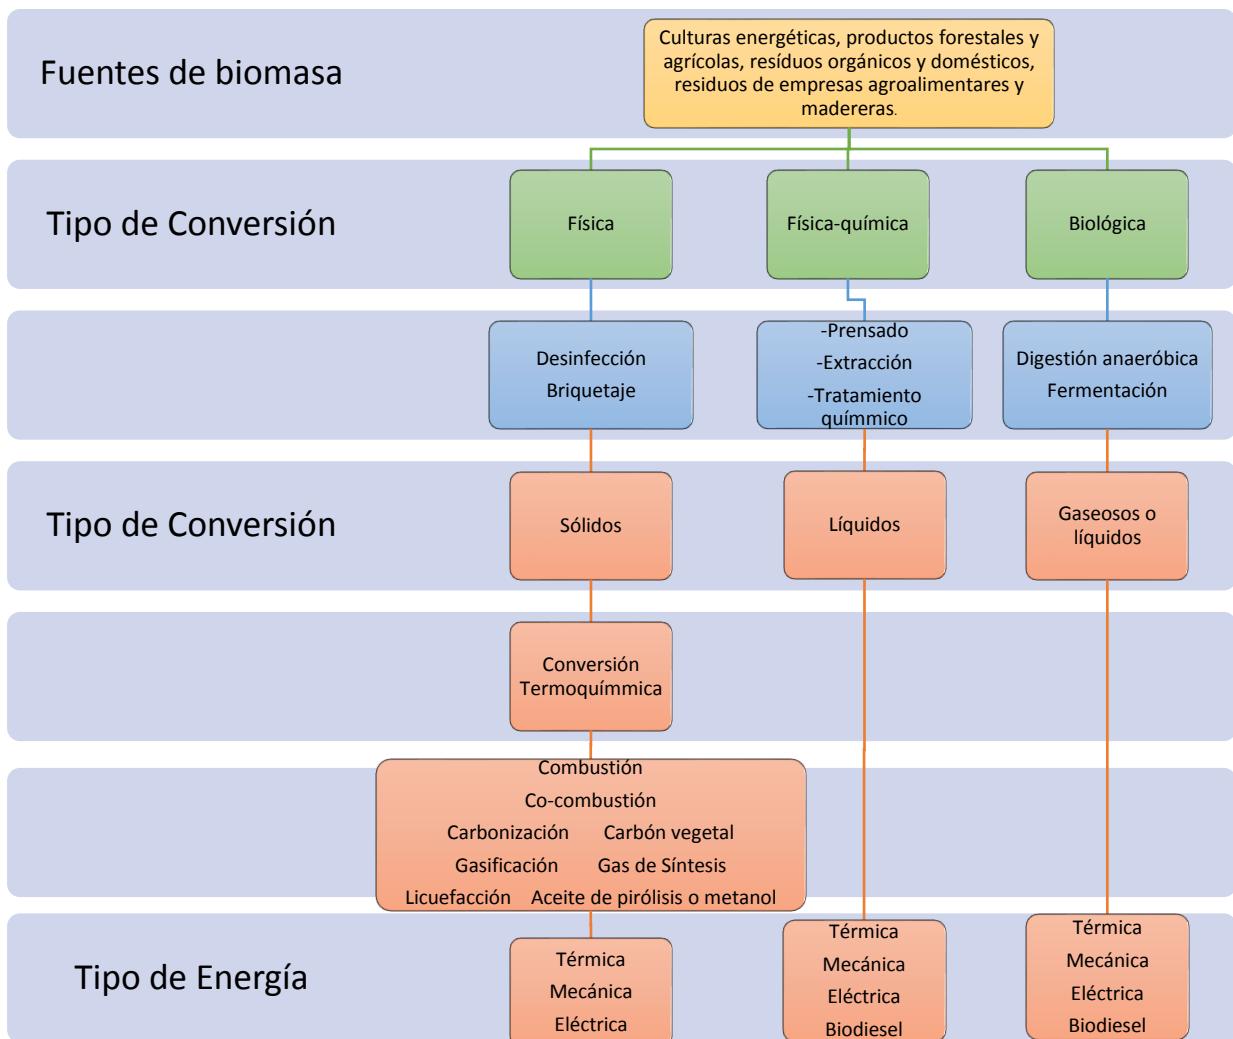 Fuentes de biomasa
Culturas energéticas, productos forestales y
agrícolas, resíduos orgánicos y domésticos,
residuos de empresas agroalimentares y
madereras.
Tipo de Conversión
Física
Física-química
Biológica
Desinfección
Briquetaje
-Prensado
-Extracción
-Tratamiento
quimmico
Digestión anaeróbica
Fermentación
Tipo de Conversión
Sólidos
Líquidos
Gaseosos o
líquidos
Conversión
Termoquímmica
Combustión
Co-combustión
Carbonización Carbón vegetal
Gasificación Gas de Síntesis
Licuefacción Aceite de pirólisis o metanol
Tipo de Energía
Térmica
Mecánica
Eléctrica
Térmica
Mecánica
Eléctrica
Biodiesel
Térmica
Mecánica
Eléctrica
Biodiesel